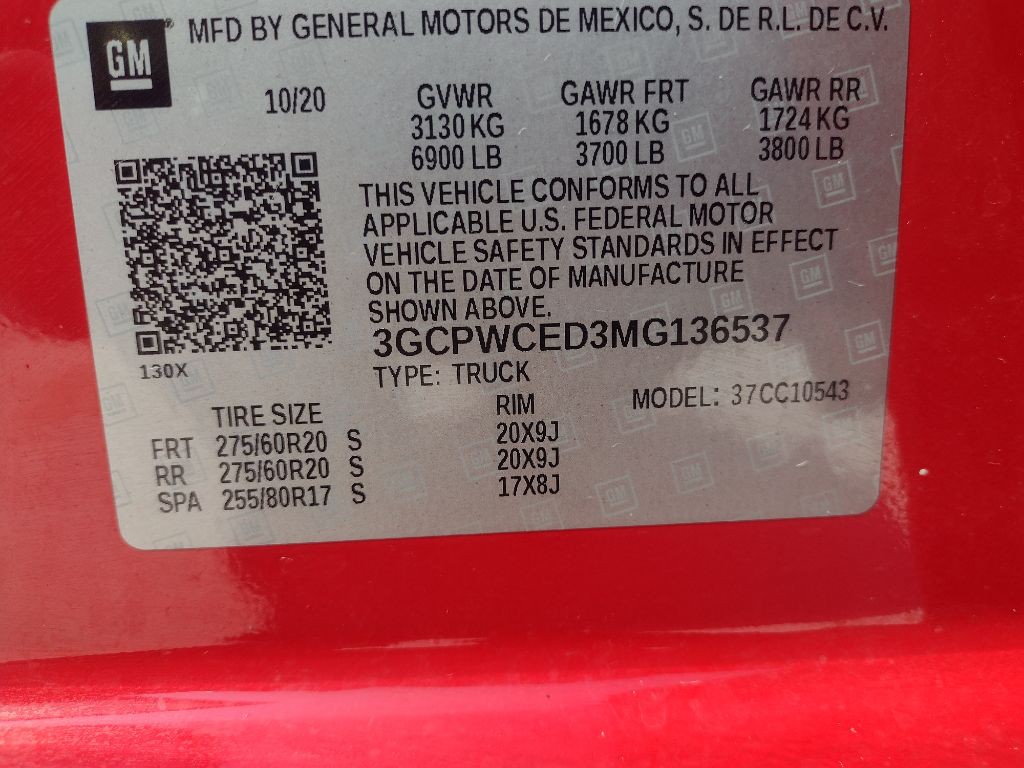 GM® MFD BY GENERAL MOTORS DE MEXICO, S. DE R.L. DE C.V.
10/20
GVWR GAWR FRT GAWR RR
3130 KG 1678 KG 1724 KG
6900 LB 3700 LB 3800 LB
THIS VEHICLE CONFORMS TO ALL
APPLICABLE U.S. FEDERAL MOTOR
VEHICLE SAFETY STANDARDS IN EFFECT
ON THE DATE OF MANUFACTURE
SHOWN ABOVE.
3GCPWCED3MG136537
130X
TYPE: TRUCK MODEL: 37CC10543
TIRE SIZE RIM
FRT 275/60R20 S 20X9J
RR 275/60R20 S 20X9J
SPA 255/80R17 S 17X8J